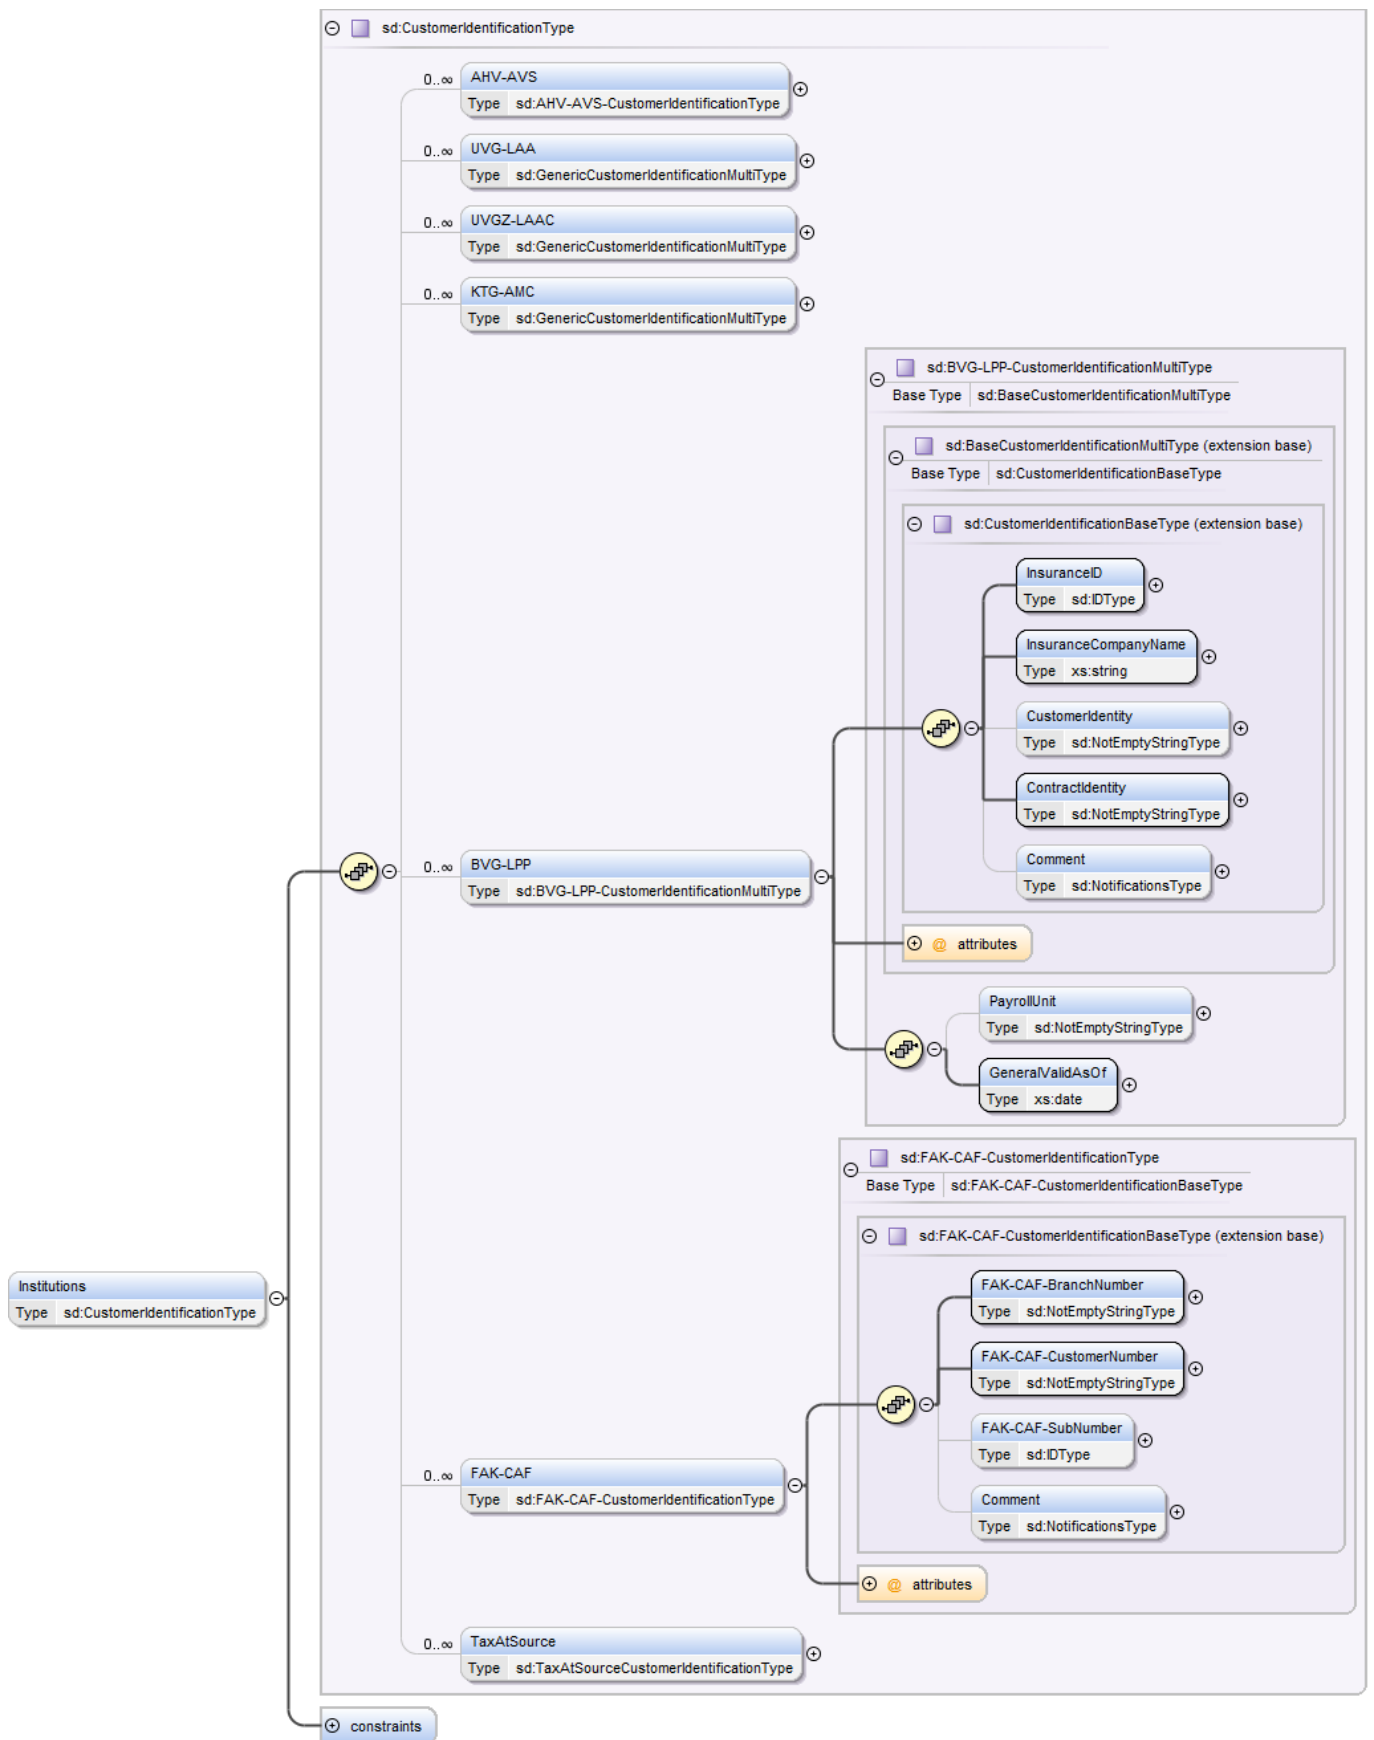 sd:CustomerIdentificationType
0..∞ AHV-AVS
Type sd:AHV-AVS-CustomerIdentificationType
0..∞ UVG-LAA
Type sd:GenericCustomerIdentificationMultiType
0..∞ UVGZ-LAAC
Type sd:GenericCustomerIdentificationMultiType
0..∞ KTG-AMC
Type sd:GenericCustomerIdentificationMultiType
sd:BVG-LPP-CustomerIdentificationMultiType
Base Type sd:BaseCustomerIdentificationMultiType
sd:BaseCustomerIdentificationMultiType (extension base)
Base Type sd:CustomerIdentificationBaseType
sd:CustomerIdentificationBaseType (extension base)
InsuranceID
Type sd:IDType
InsuranceCompanyName
Type xs:string
CustomerIdentity
Type sd:NotEmptyStringType
ContractIdentity
Type sd:NotEmptyStringType
Comment
Type sd:NotificationsType
0..∞ BVG-LPP
Type sd:BVG-LPP-CustomerIdentificationMultiType
@ attributes
PayrollUnit
Type sd:NotEmptyStringType
GeneralValidAsOf
Type xs:date
sd:FAK-CAF-CustomerIdentificationType
Base Type sd:FAK-CAF-CustomerIdentificationBaseType
sd:FAK-CAF-CustomerIdentificationBaseType (extension base)
Institutions
Type sd:CustomerIdentificationType
FAK-CAF-BranchNumber
Type sd:NotEmptyStringType
FAK-CAF-CustomerNumber
Type sd:NotEmptyStringType
FAK-CAF-SubNumber
Type sd:IDType
0..∞ FAK-CAF
Type sd:FAK-CAF-CustomerIdentificationType
Comment
Type sd:NotificationsType
@ attributes
0..∞ TaxAtSource
Type sd:TaxAtSourceCustomerIdentificationType
constraints